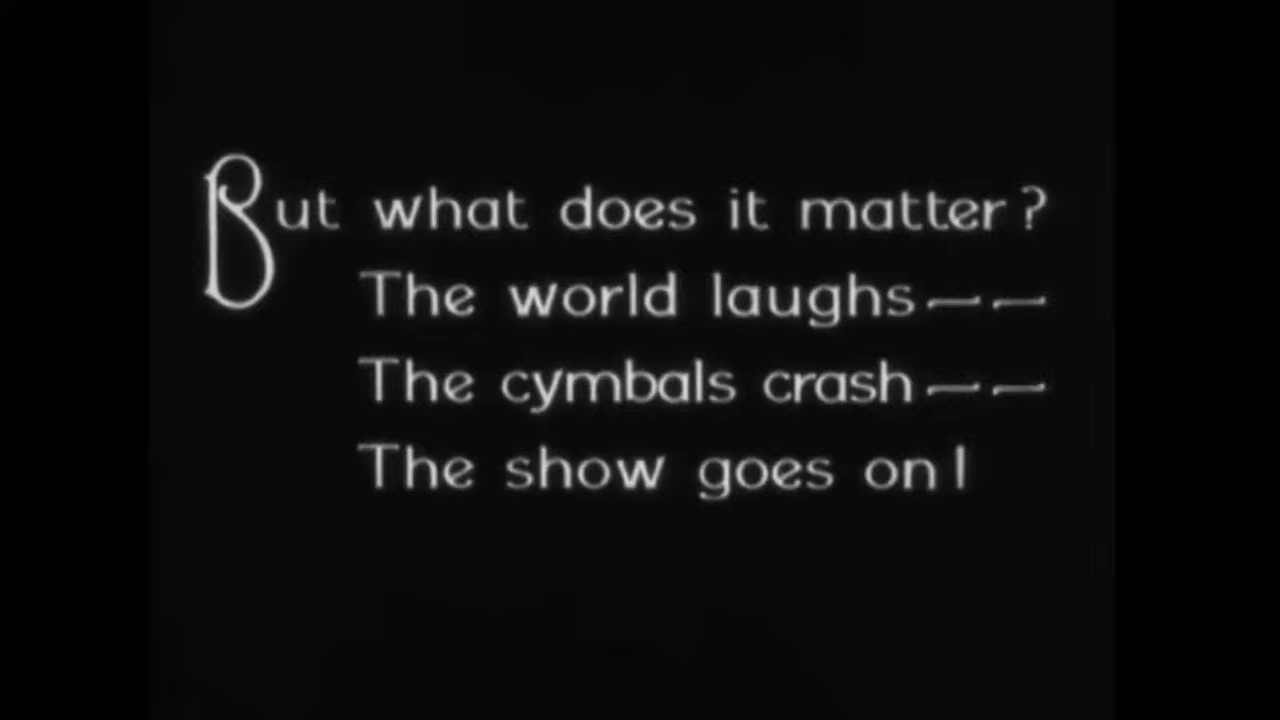 But what does it matter?
The world laughs——
The cymbals crash——
The show goes on!